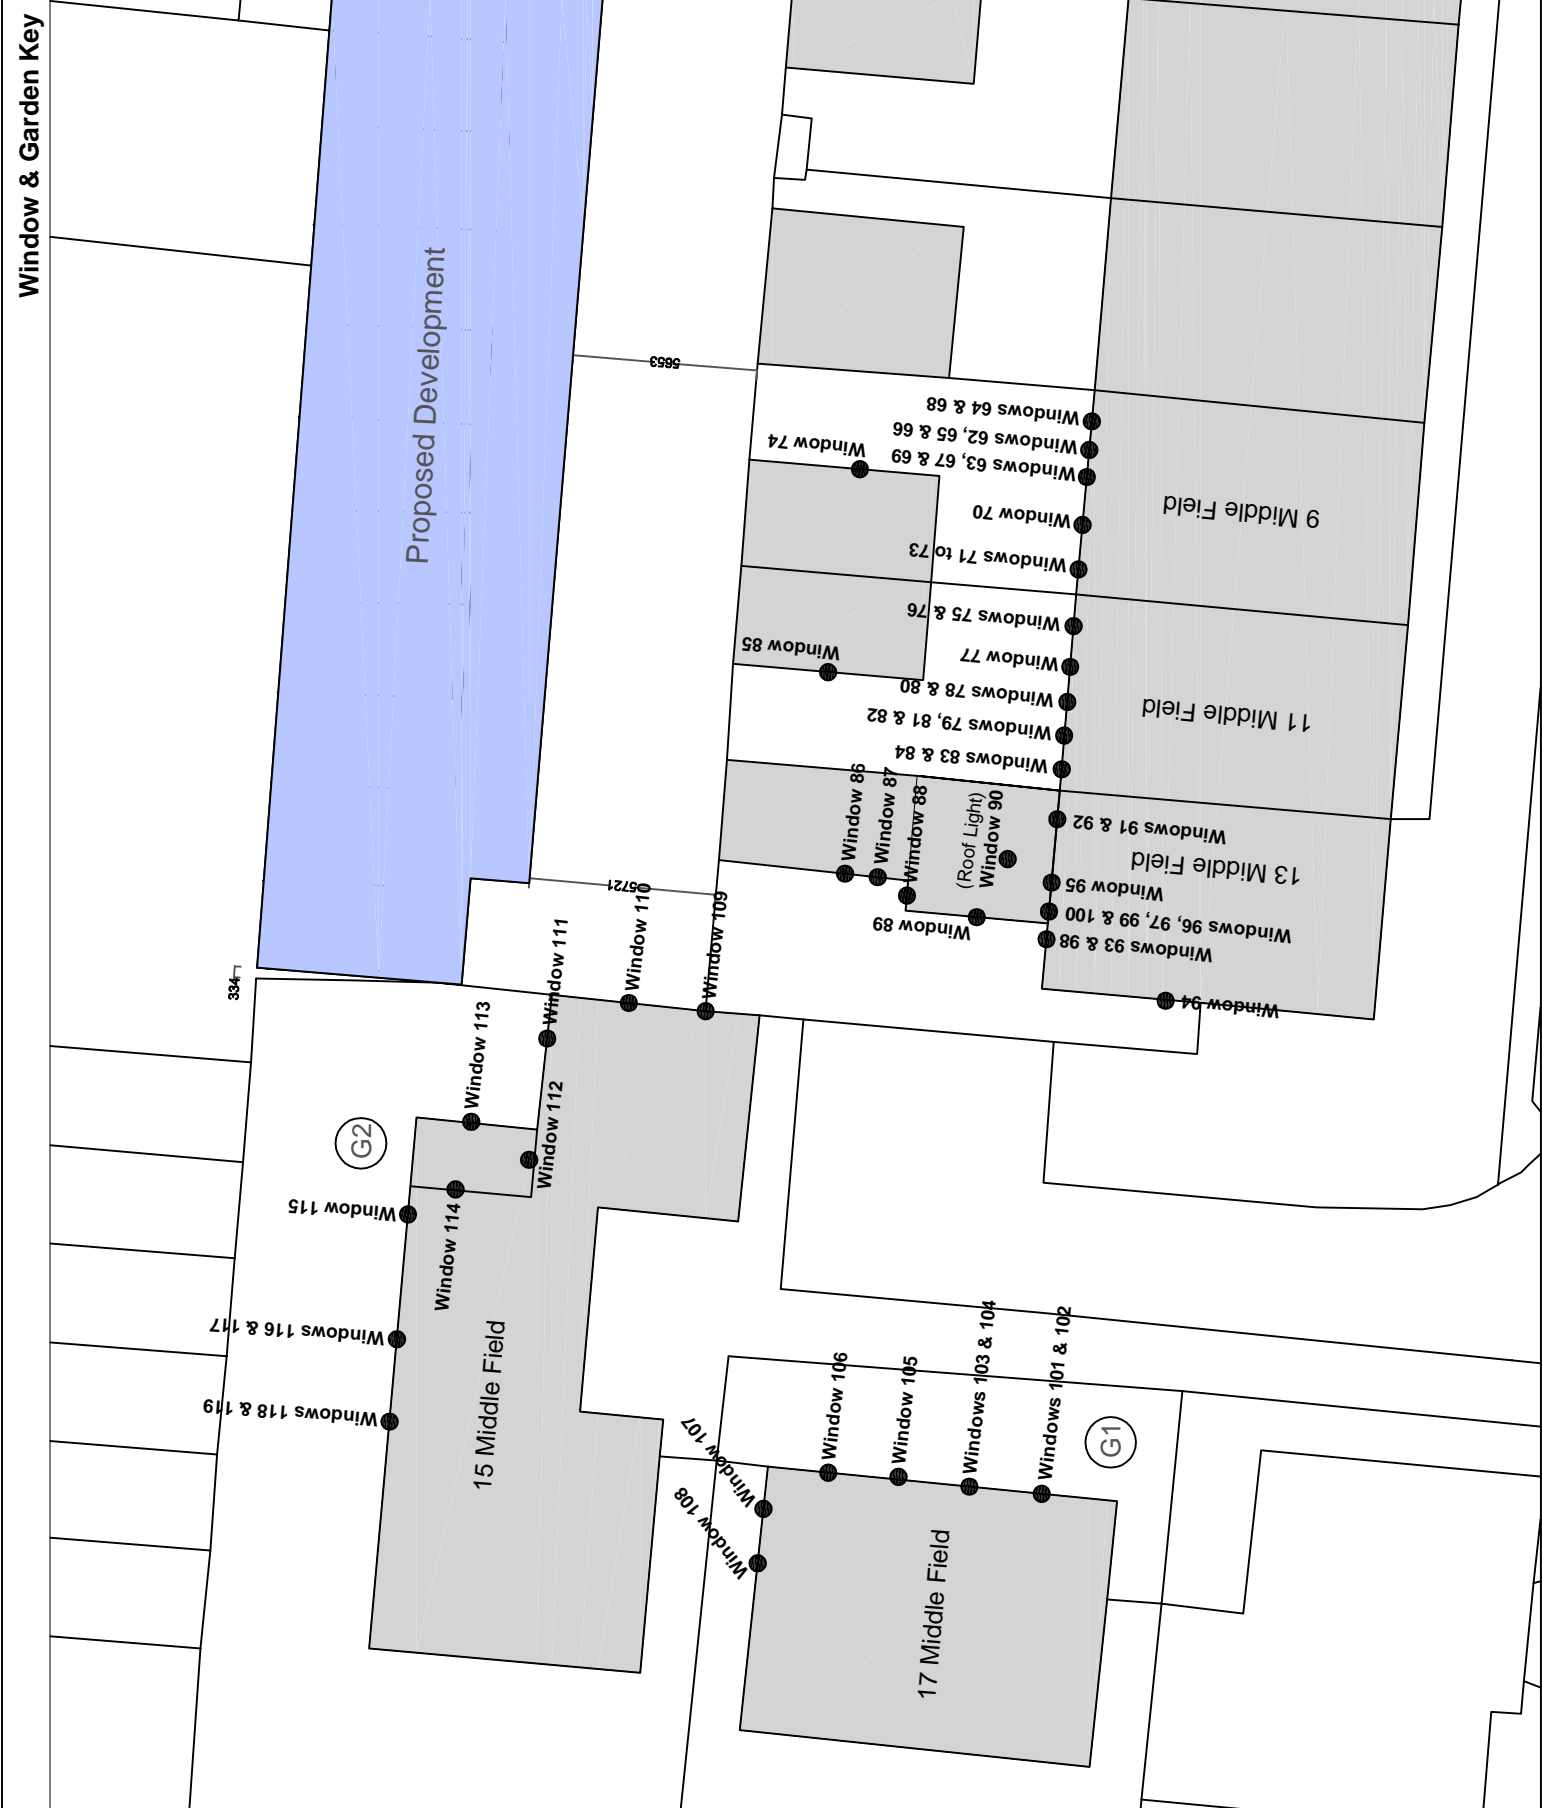 Window & Garden Key
Proposed Development
5653
Windows 64 & 68
Windows 62, 65 & 66
Windows 63, 67 & 69
Window 74
Window 70
Windows 71 to 73
9 Middle Field
Windows 75 & 76
Window 77
Window 85
Windows 78 & 80
Windows 79, 81 & 82
Windows 83 & 84
11 Middle Field
Window 86
Window 87
Window 88
(Roof Light)
Window 90
Windows 91 & 92
13 Middle Field
Window 95
Windows 96, 97, 99 & 100
Windows 93 & 98
Window 89
Window 94
5721
334
Window 109
Window 110
Window 111
Window 113
Window 112
G2
Window 115
Window 114
Windows 116 & 117
Windows 118 & 119
15 Middle Field
Window 106
Window 105
Windows 103 & 104
Windows 101 & 102
Window 107
Window 108
G1
17 Middle Field